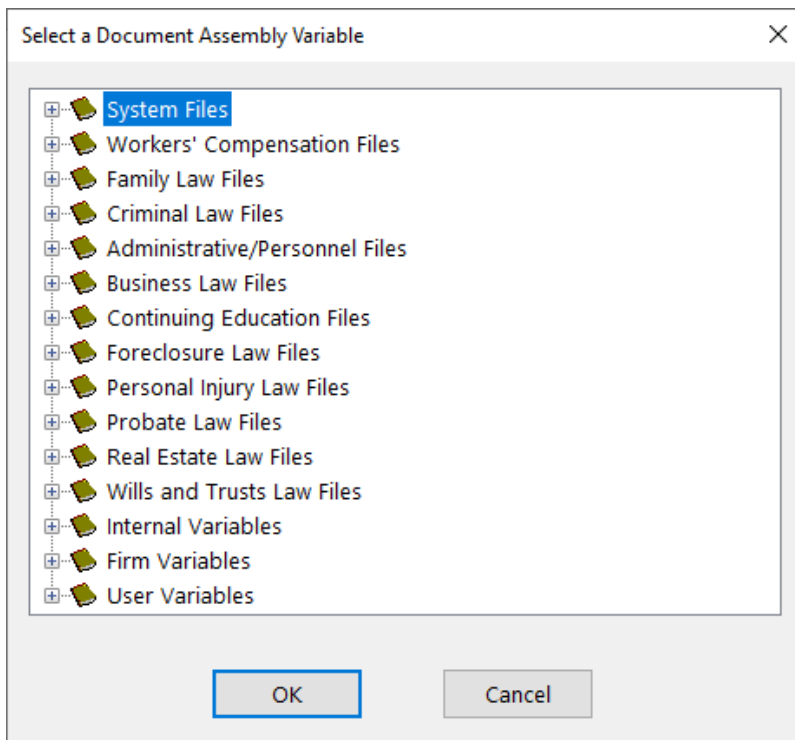 Select a Document Assembly Variable
System Files
Workers' Compensation Files
Family Law Files
Criminal Law Files
Administrative/Personnel Files
Business Law Files
Continuing Education Files
Foreclosure Law Files
Personal Injury Law Files
Probate Law Files
Real Estate Law Files
Wills and Trusts Law Files
Internal Variables
Firm Variables
User Variables
OK Cancel